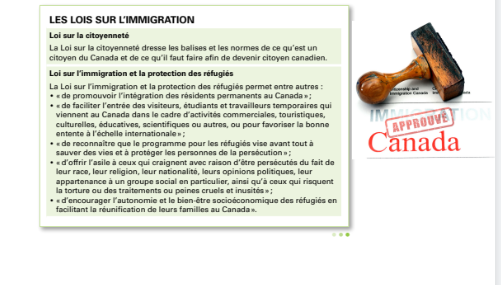 LES LOIS SUR L'IMMIGRATION
Loi sur la citoyenneté
La Loi sur la citoyenneté dresse les balises et les normes de ce qu'est un
citoyen du Canada et de ce qu'il faut faire afin de devenir citoyen canadien.
Loi sur l'immigration et la protection des réfugiés
La Loi sur l'immigration et la protection des réfugiés permet entre autres :
• « de promouvoir l'intégration des résidents permanents au Canada » ;
• « de faciliter l'entrée des visiteurs, étudiants et travailleurs temporaires qui
viennent au Canada dans le cadre d'activités commerciales, touristiques,
culturelles, éducatives, scientifiques ou autres, ou pour favoriser la bonne
entente à l'échelle internationale » ;
• « de reconnaître que le programme pour les réfugiés vise avant tout à
sauver des vies et à protéger les personnes de la persécution » ;
• « d'offrir l'asile à ceux qui craignent avec raison d'être persécutés du fait de
leur race, leur religion, leur nationalité, leurs opinions politiques, leur
appartenance à un groupe social en particulier, ainsi qu'à ceux qui risquent
la torture ou des traitements ou peines cruels et inusités » ;
• « d'encourager l'autonomie et le bien-être socioéconomique des réfugiés en
facilitant la réunification de leurs familles au Canada ».
Immigration Canada
IMMIGRATION
APPROUVÉ
Canada